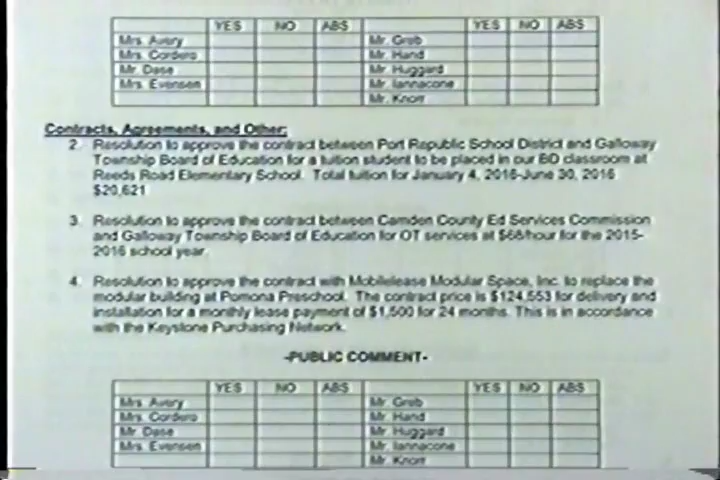 YES NO ABS YES NO ABS
Mrs. Avery Mr. Grob
Mrs. Cordero Mr. Hand
Mr. Dase Mr. Huggard
Mrs. Evensen Mr. Iannacone
Mr. Knorr
Contracts, Agreements, and Other:
2. Resolution to approve the contract between Port Republic School District and Galloway
Township Board of Education for a tuition student to be placed in our BD classroom at
Reeds Road Elementary School. Total tuition for January 4, 2016-June 30, 2016
$20,621
3. Resolution to approve the contract between Camden County Ed Services Commission
and Galloway Township Board of Education for OT services at $68/hour for the 2015-
2016 school year.
4. Resolution to approve the contract with Mobilelease Modular Space, Inc. to replace the
modular building at Pomona Preschool. The contract price is $124,553 for delivery and
installation for a monthly lease payment of $1,500 for 24 months. This is in accordance
with the Keystone Purchasing Network.
-PUBLIC COMMENT-
YES NO ABS YES NO ABS
Mrs. Avery Mr. Grob
Mrs. Cordero Mr. Hand
Mr. Dase Mr. Huggard
Mrs. Evensen Mr. Iannacone
Mr. Knorr